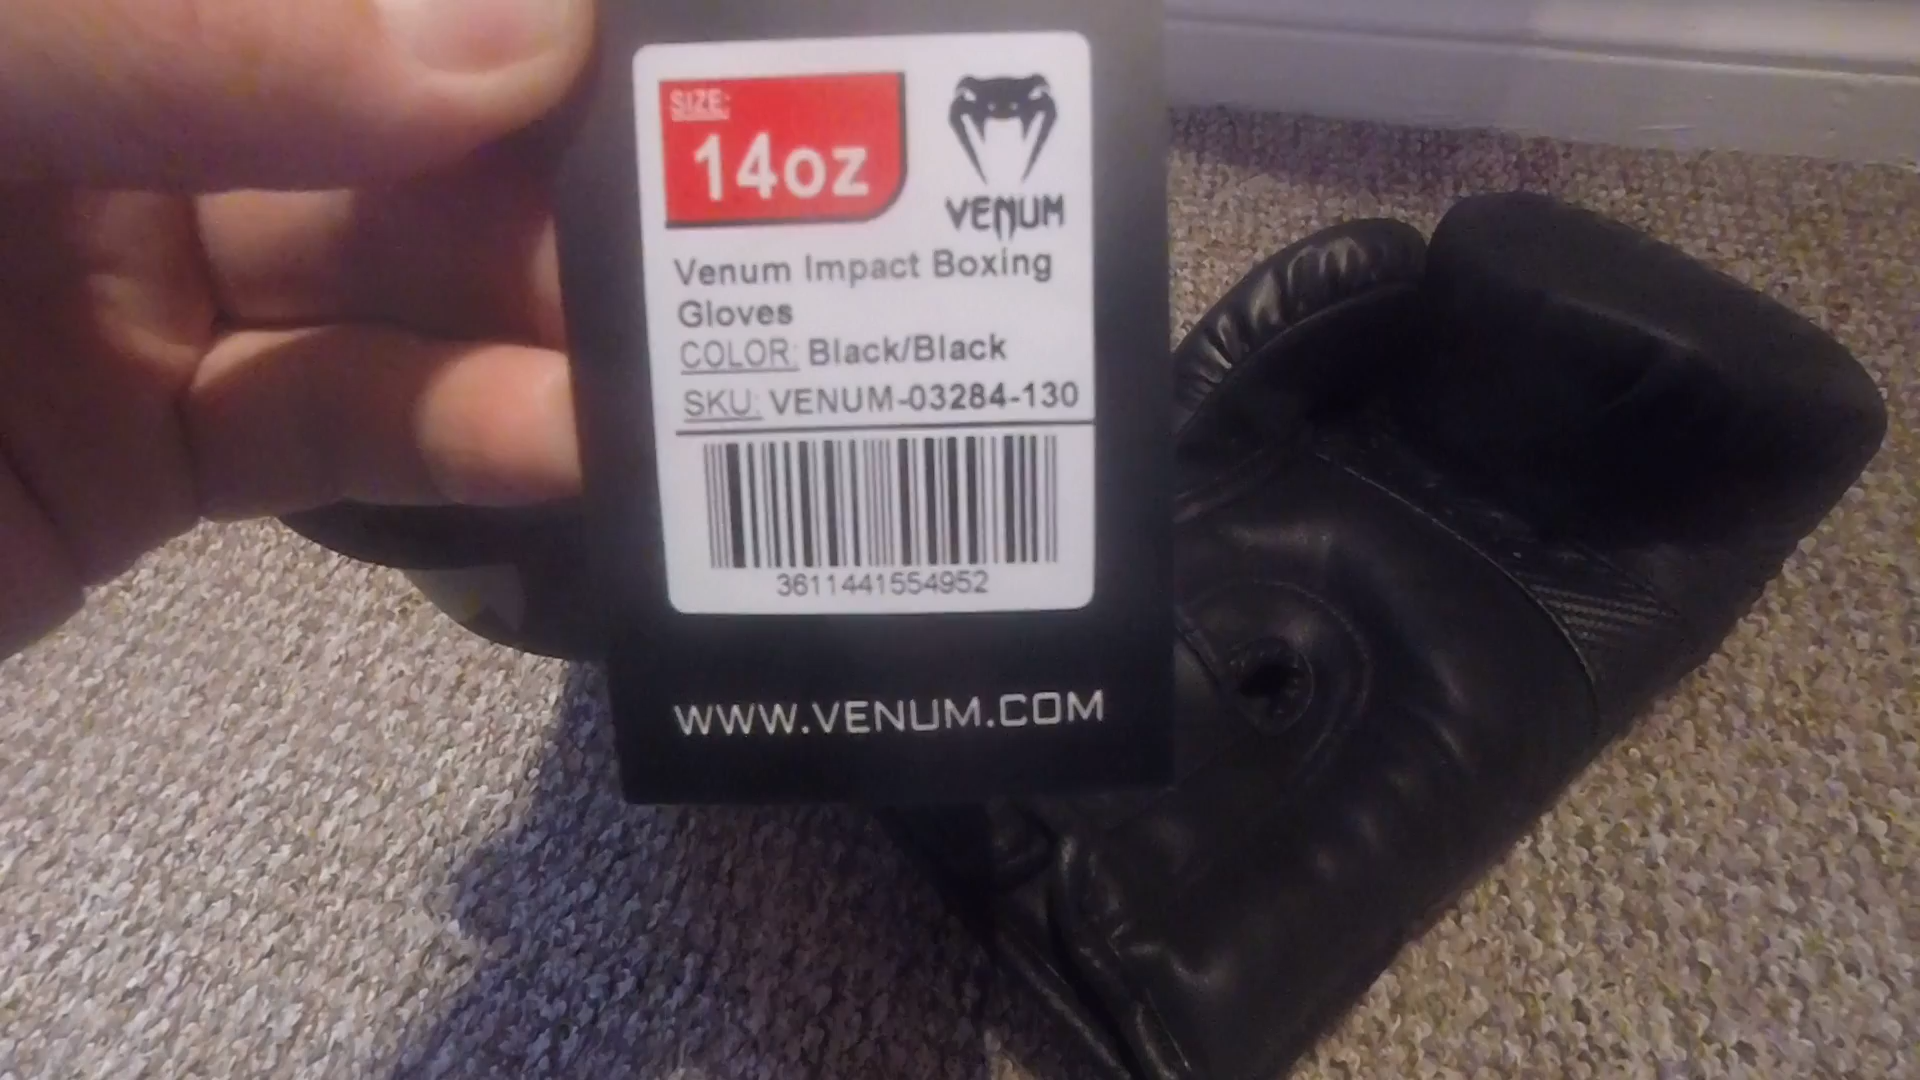 SIZE:
14oz
VENUM
Venum Impact Boxing
Gloves
COLOR: Black/Black
SKU: VENUM-03284-130
3611441554952
WWW.VENUM.COM